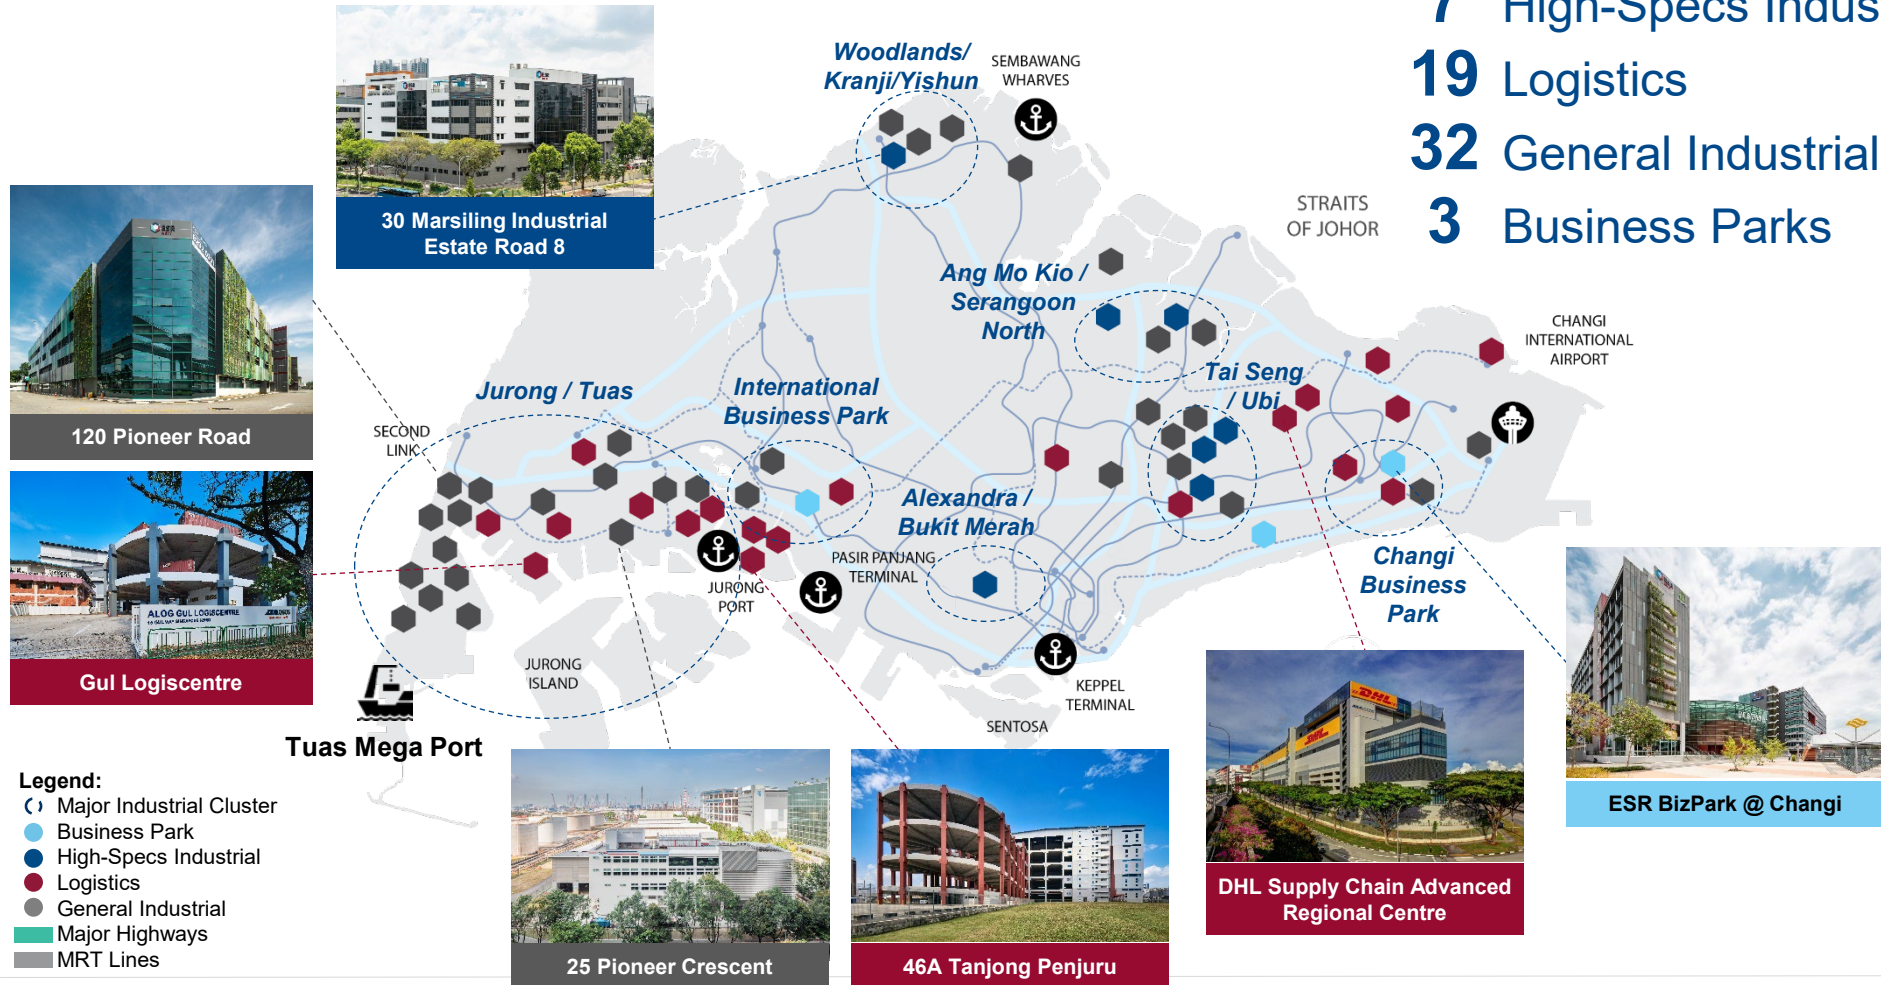 7 High-Specs Indus
19 Logistics
32 General Industrial
3 Business Parks
Woodlands/
Kranji/Yishun
SEMBAWANG
WHARVES
30 Marsiling Industrial
Estate Road 8
STRAITS
OF JOHOR
Ang Mo Kio /
Serangoon
North
CHANGI
INTERNATIONAL
AIRPORT
120 Pioneer Road
Jurong / Tuas
International
Business Park
Tai Seng
/ Ubi
SECOND
LINK
Alexandra /
Bukit Merah
PASIR PANJANG
TERMINAL
JURONG
PORT
Changi
Business
Park
ALOG GUL LOGISCENTRE
Gul Logiscentre
JURONG
ISLAND
KEPPEL
TERMINAL
SENTOSA
Tuas Mega Port
DHL
DHL Supply Chain Advanced
Regional Centre
ESR BizPark @ Changi
25 Pioneer Crescent
46A Tanjong Penjuru
Legend:
Major Industrial Cluster
Business Park
High-Specs Industrial
Logistics
General Industrial
Major Highways
MRT Lines